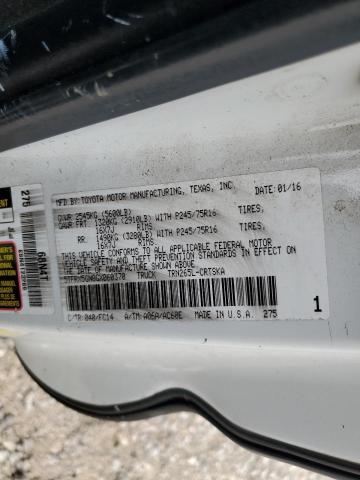 MFD.BY:TOYOTA MOTOR MANUFACTURING, TEXAS, INC. DATE: 01/16
GVWR 2545KG (5600LB)
GAWR FRT 1320KG (2910LB) WITH P245/75R16 TIRES,
16X7J RIMS
RR 1490KG (3280LB) WITH P245/75R16 TIRES,
16X7J RIMS
THIS VEHICLE CONFORMS TO ALL APPLICABLE FEDERAL MOTOR
VEHICLE SAFETY AND THEFT PREVENTION STANDARDS IN EFFECT
ON THE DATE OF MANUFACTURE SHOWN ABOVE.
TRUCK TRN265L-CRTSKA
C/TR:040/FC14 A/TM:A06A/AC60E MADE IN U.S.A. 275
1
275